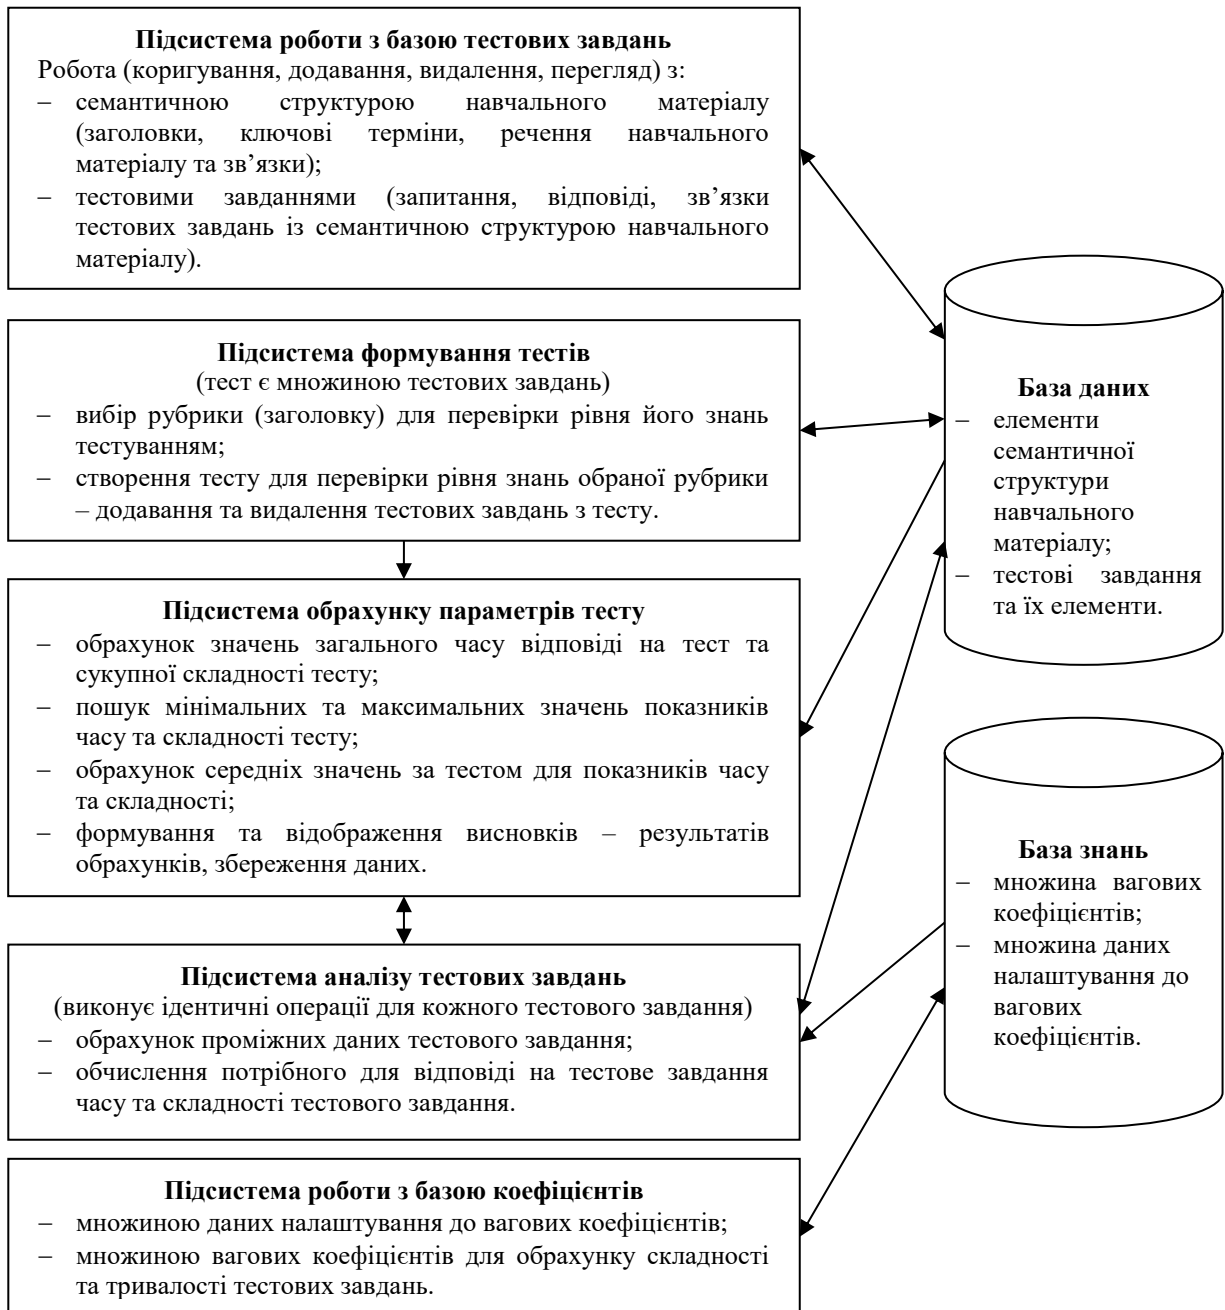 Підсистема роботи з базою тестових завдань
Робота (коригування, додавання, видалення, перегляд) з:
– семантичною структурою навчального матеріалу
(заголовки, ключові терміни, речення навчального
матеріалу та зв’язки);
– тестовими завданнями (запитання, відповіді, зв’язки
тестових завдань із семантичною структурою навчального
матеріалу).
Підсистема формування тестів
(тест є множиною тестових завдань)
– вибір рубрики (заголовку) для перевірки рівня його знань
тестуванням;
– створення тесту для перевірки рівня знань обраної рубрики
– додавання та видалення тестових завдань з тесту.
Підсистема обрахунку параметрів тесту
– обрахунок значень загального часу відповіді на тест та
сукупної складності тесту;
– пошук мінімальних та максимальних значень показників
часу та складності тесту;
– обрахунок середніх значень за тестом для показників часу
та складності;
– формування та відображення висновків – результатів
обрахунків, збереження даних.
Підсистема аналізу тестових завдань
(виконує ідентичні операції для кожного тестового завдання)
– обрахунок проміжних даних тестового завдання;
– обчислення потрібного для відповіді на тестове завдання
часу та складності тестового завдання.
Підсистема роботи з базою коефіцієнтів
– множиною даних налаштування до вагових коефіцієнтів;
– множиною вагових коефіцієнтів для обрахунку складності
та тривалості тестових завдань.
База даних
– елементи
семантичної
структури
навчального
матеріалу;
– тестові завдання
та їх елементи.
База знань
– множина вагових
коефіцієнтів;
– множина даних
налаштування до
вагових
коефіцієнтів.